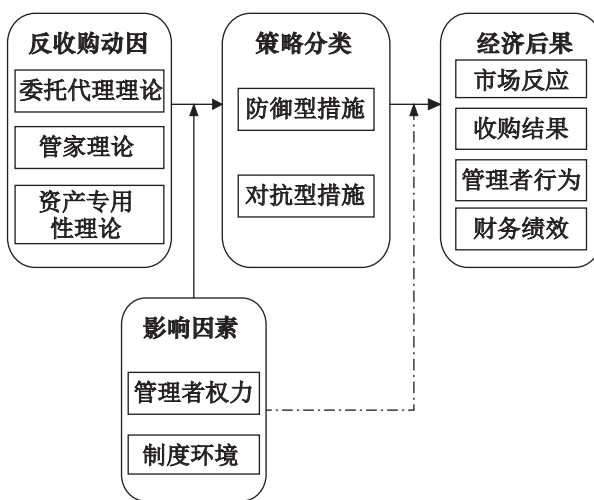 反收购动因
委托代理理论
管家理论
资产专用
性理论
策略分类
防御型措施
对抗型措施
经济后果
市场反应
收购结果
管理者行为
财务绩效
影响因素
管理者权力
制度环境